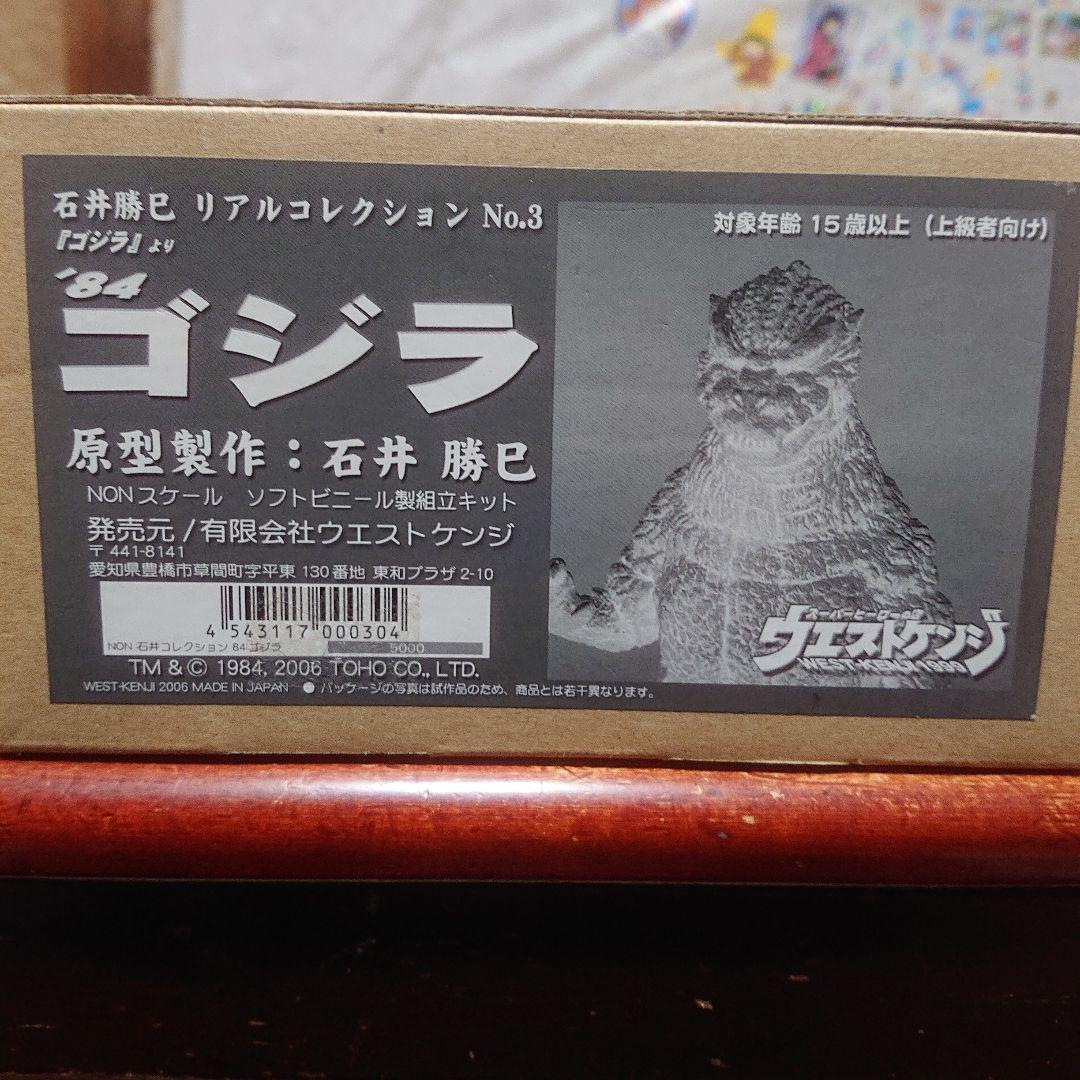 石井勝巳 リアルコレクション No.3
『ゴジラ』より
'84
ゴジラ
原型製作：石井 勝巳
NONスケール ソフトビニール製組立キット
発売元/有限会社ウエストケンジ
〒441-8141
愛知県豊橋市草間町字平東 130番地 東和プラザ 2-10
4 543117 000304
NON 石井コレクション 84 ゴジラ 5000
TM & © 1984, 2006 TOHO CO., LTD.
WEST-KENJI 2006 MADE IN JAPAN ● パッケージの写真は試作品のため、商品とは若干異なります。
対象年齢 15歳以上（上級者向け）
ウエストケンジ
WEST-KENJI 1999